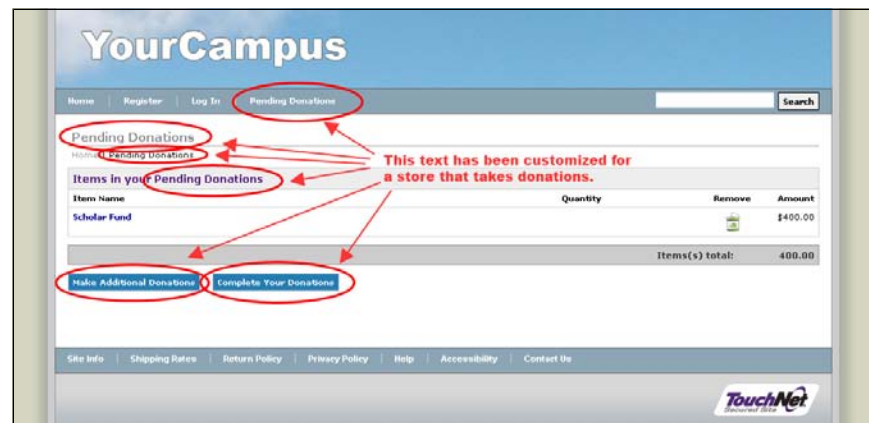 YourCampus
Home | Register | Log In Pending Donations Search
Pending Donations
Home | Pending Donations
This text has been customized for
a store that takes donations.
Items in your Pending Donations
Item Name Quantity Remove Amount
Scholar Fund $400.00
Items(s) total: 400.00
Make Additional Donations Complete Your Donations
Site Info | Shipping Rates | Return Policy | Privacy Policy | Help | Accessibility | Contact Us
TouchNet
Secured Site